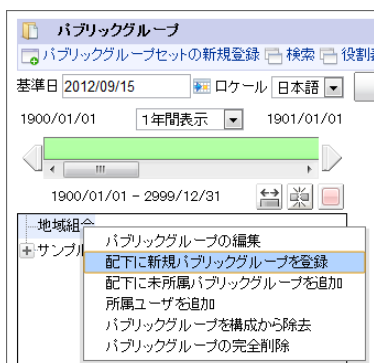 パブリックグループ
パブリックグループセットの新規登録 検索 役割
基準日 2012/09/15 ロケール 日本語
1900/01/01 1年間表示 1901/01/01
1900/01/01 - 2999/12/31
地域組合
サンプル
パブリックグループの編集
配下に新規パブリックグループを登録
配下に未所属パブリックグループを追加
所属ユーザを追加
パブリックグループを構成から除去
パブリックグループの完全削除